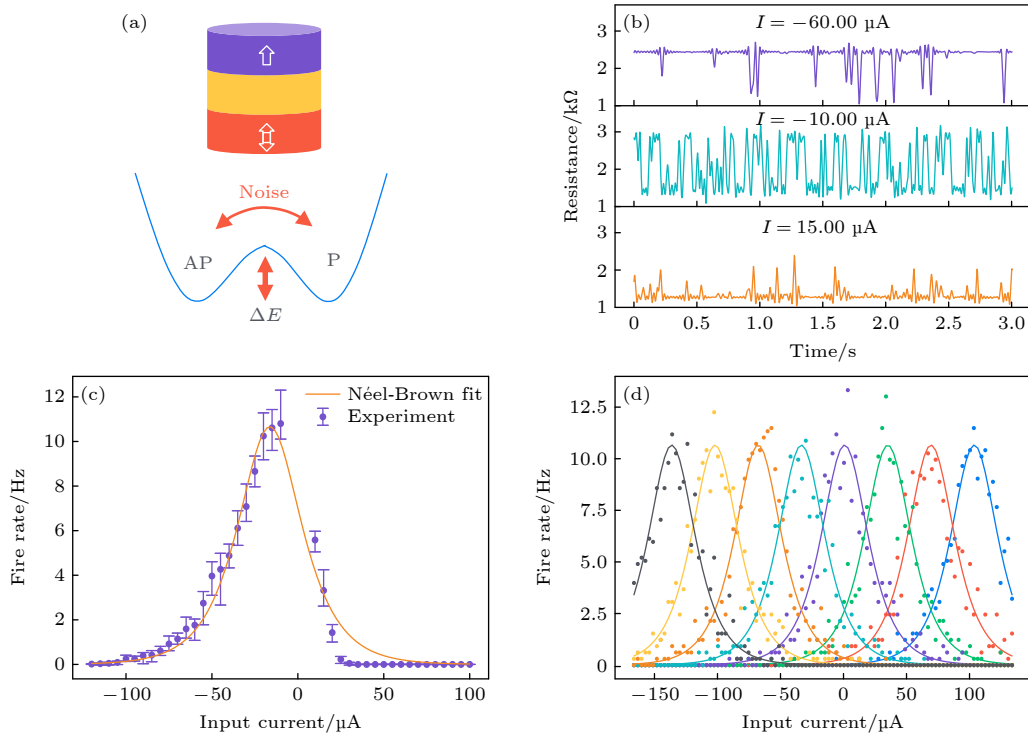 (a)
Noise
AP
P
ΔE
(b)
I = −60.00 µA
I = −10.00 µA
I = 15.00 µA
Resistance/kΩ
3
2
1
3
2
1
3
2
1
0
0.5
1.0
1.5
2.0
2.5
3.0
Time/s
(c)
Néel-Brown fit
Experiment
Fire rate/Hz
12
10
8
6
4
2
0
−100
−50
0
50
100
Input current/µA
(d)
Fire rate/Hz
12.5
10.0
7.5
5.0
2.5
0
−150
−100
−50
0
50
100
Input current/µA